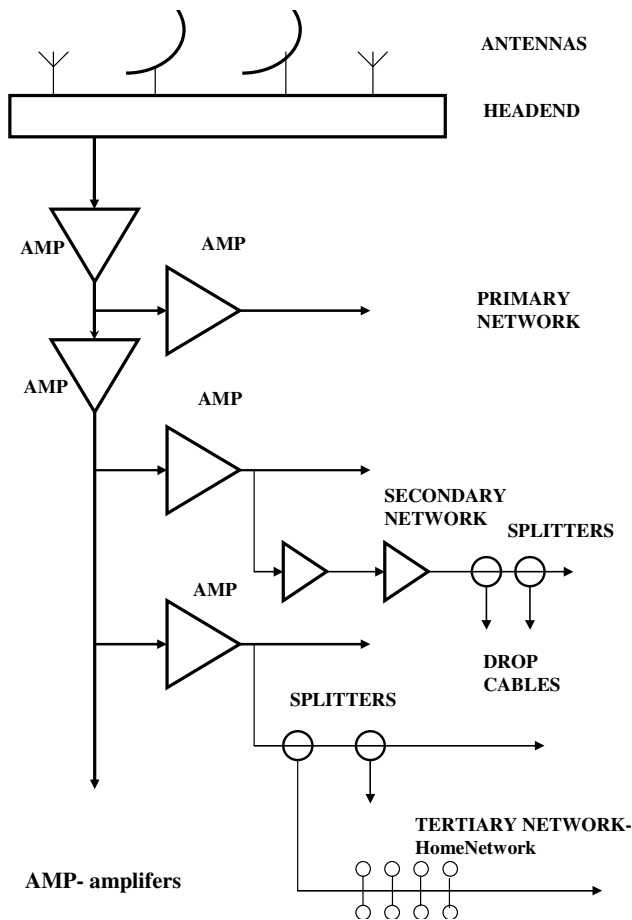 ANTENNAS
HEADEND
AMP
AMP
PRIMARY
NETWORK
AMP
AMP
SECONDARY
NETWORK
SPLITTERS
AMP
DROP
CABLES
SPLITTERS
TERTIARY NETWORK-
HomeNetwork
AMP- amplifers